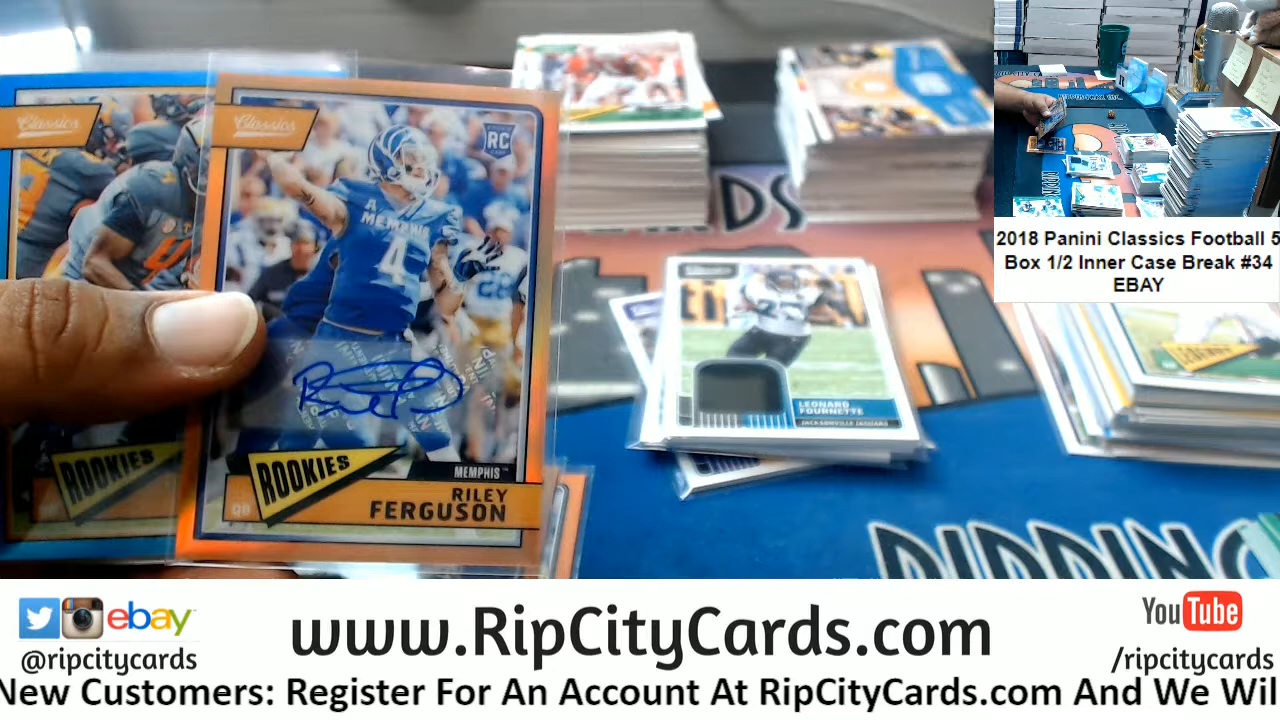 Classics
RC
A
MEMPHIS
4
ROOKIES
MEMPHIS
QB
RILEY
FERGUSON
Classics
4
ROOKIES
DS
LEONARD
FOURNETTE
JACKSONVILLE JAGUARS
2018 Panini Classics Football 5
Box 1/2 Inner Case Break #34
EBAY
ebay
@ripcitycards
www.RipCityCards.com
YouTube
/ripcitycards
New Customers: Register For An Account At RipCityCards.com And We Wil